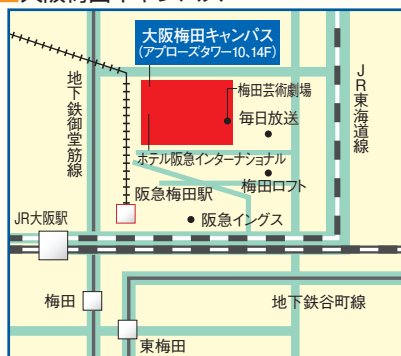 大阪梅田キャンパス
(アプローズタワー10、14F)
地下鉄御堂筋線
JR東海道線
梅田芸術劇場
毎日放送
ホテル阪急インターナショナル
梅田ロフト
阪急梅田駅
阪急イングス
JR大阪駅
梅田
地下鉄谷町線
東梅田